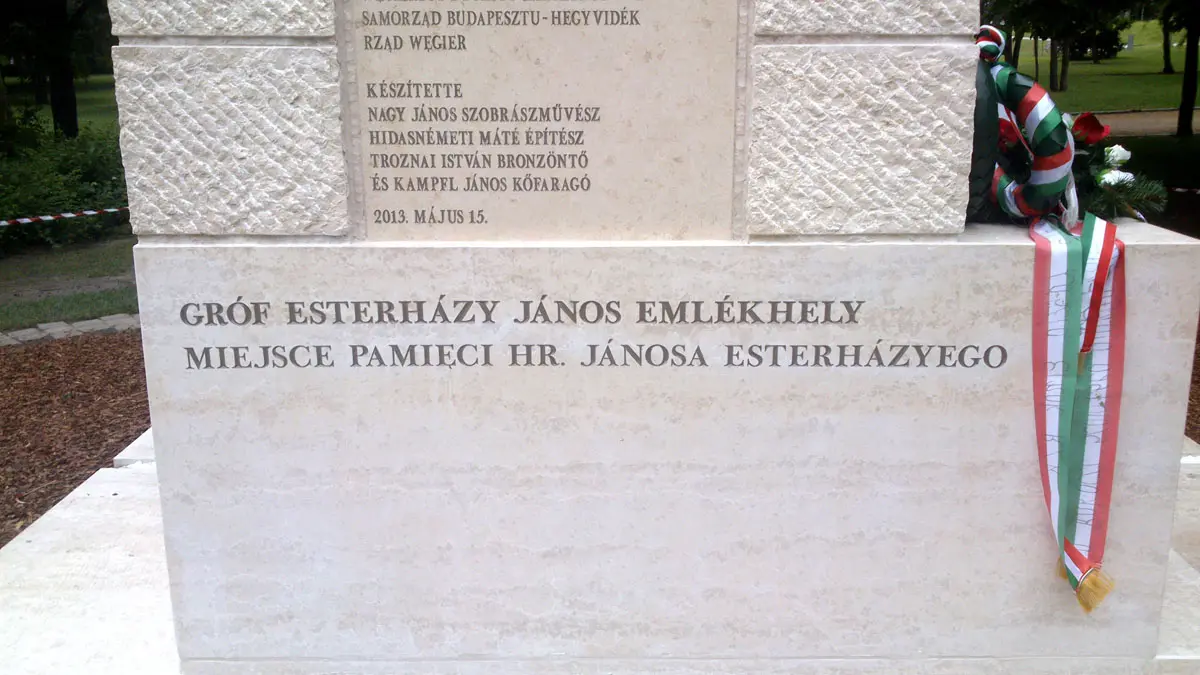 SAMORZĄD BUDAPESZTU-HEGYVIDÉK
RZĄD WĘGIER
KÉSZÍTETTE
NAGY JÁNOS SZOBRÁSZMŰVÉSZ
HIDASNÉMETI MÁTÉ ÉPÍTÉSZ
TROZNAI ISTVÁN BRONZÖNTŐ
ÉS KAMPFL JÁNOS KŐFARAGÓ
2013. MÁJUS 15.
GRÓF ESTERHÁZY JÁNOS EMLÉKHELY
MIEJSCE PAMIĘCI HR. JÁNOSA ESTERHÁZYEGO